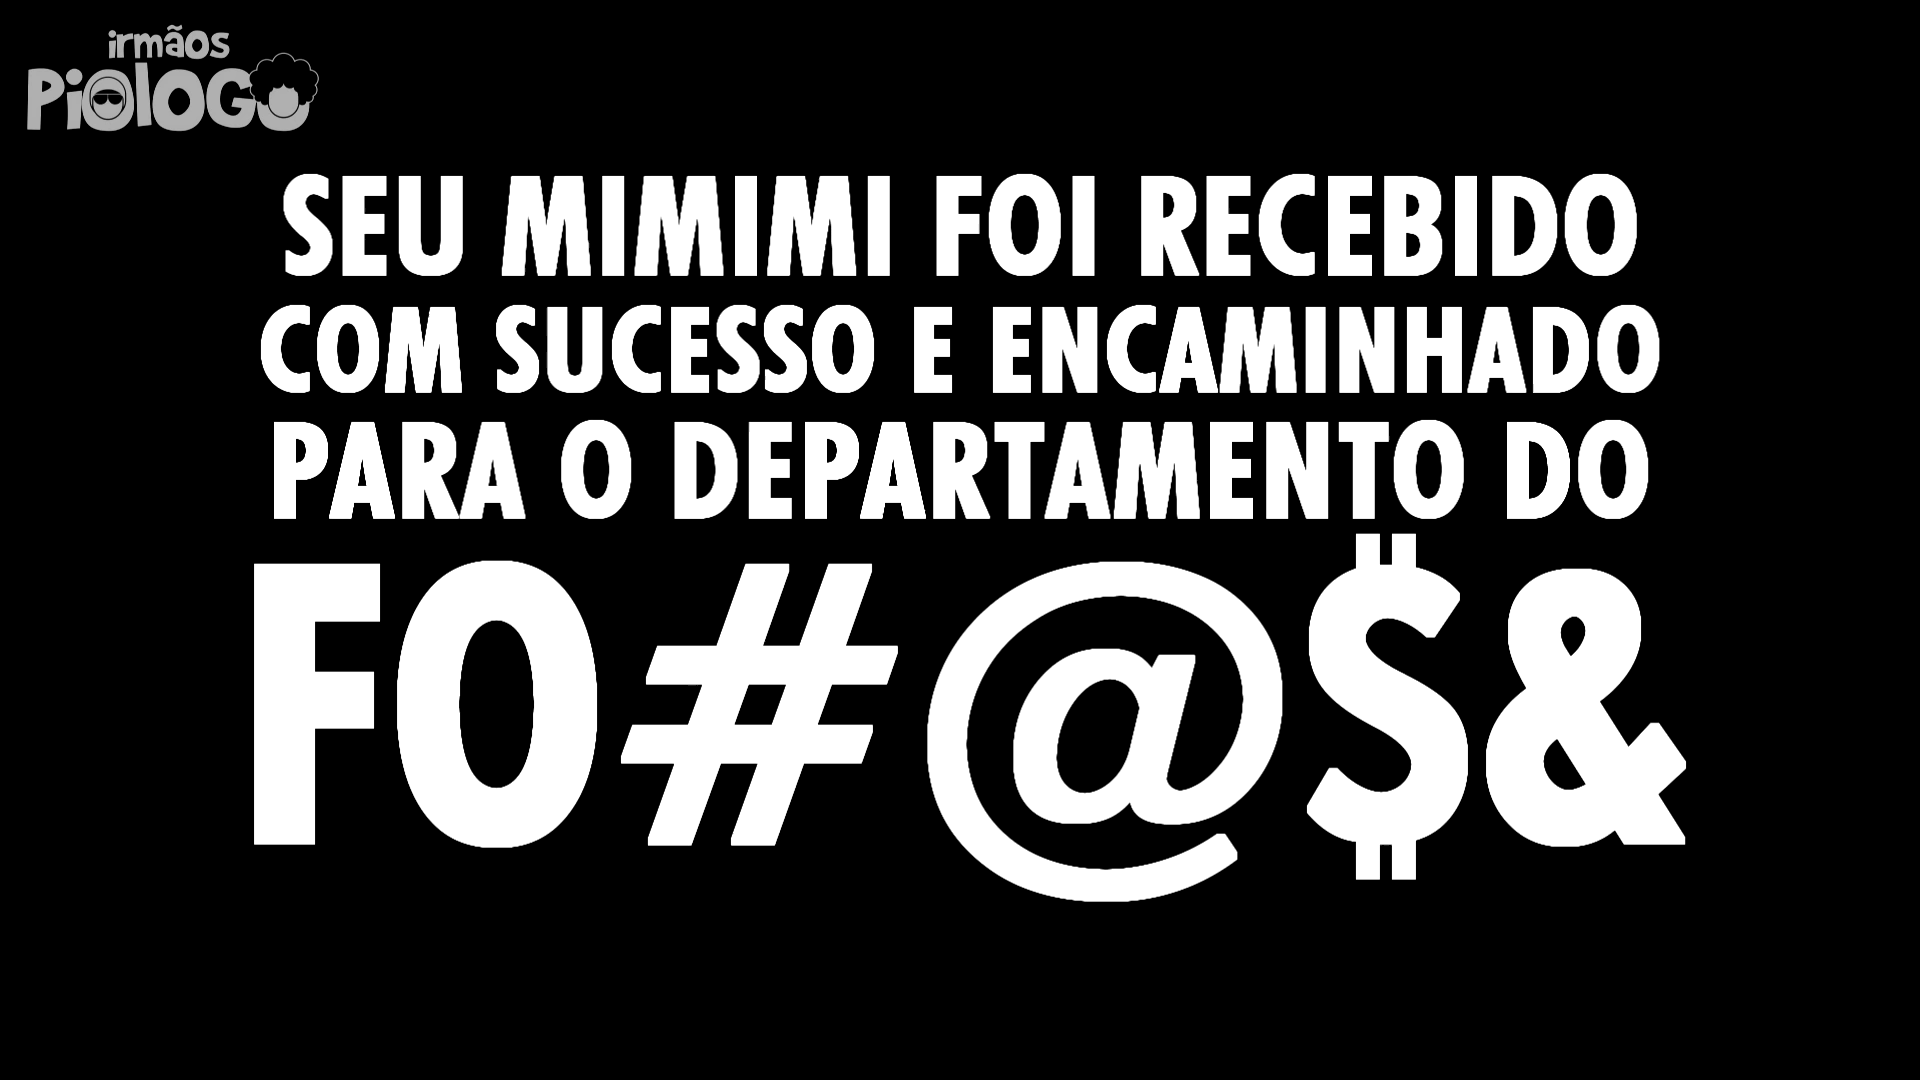 irmãos
PiOLOGO
SEU MIMIMI FOI RECEBIDO
COM SUCESSO E ENCAMINHADO
PARA O DEPARTAMENTO DO
FO#@$&